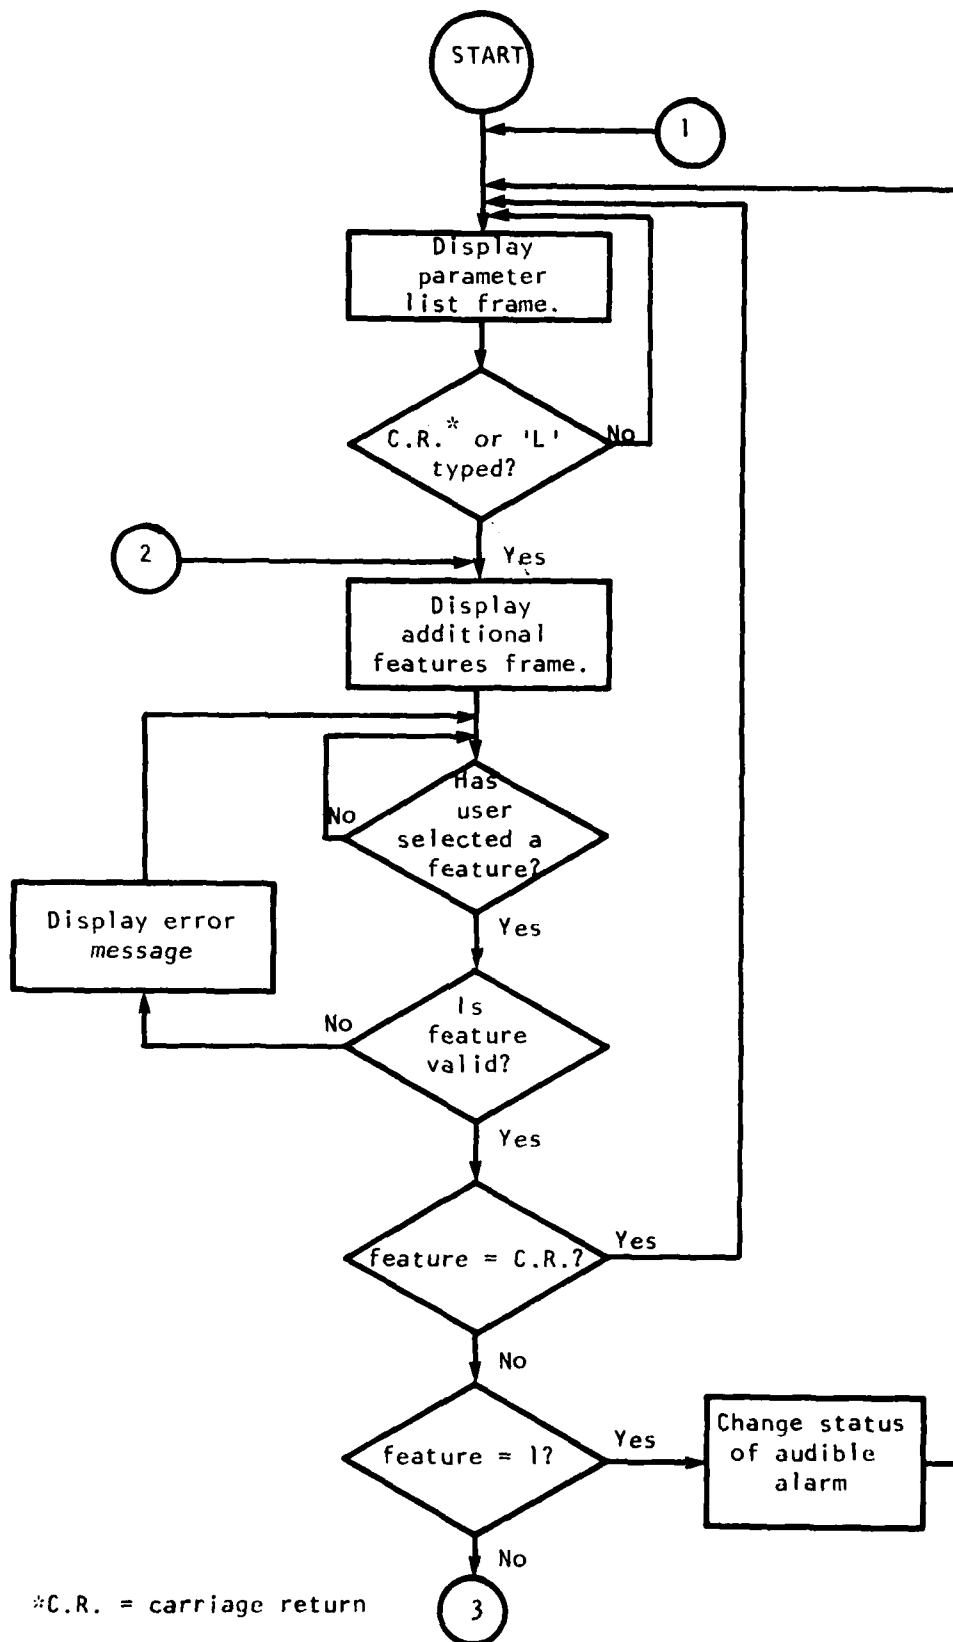 START
1
Display
parameter
list frame.
C.R.* or 'L'
typed?
No
2
Yes
Display
additional
features frame.
Has
user
selected a
feature?
No
Yes
Display error
message
Is
feature
valid?
No
Yes
feature = C.R.?
Yes
No
feature = 1?
Yes
Change status
of audible
alarm
No
3
*C.R. = carriage return